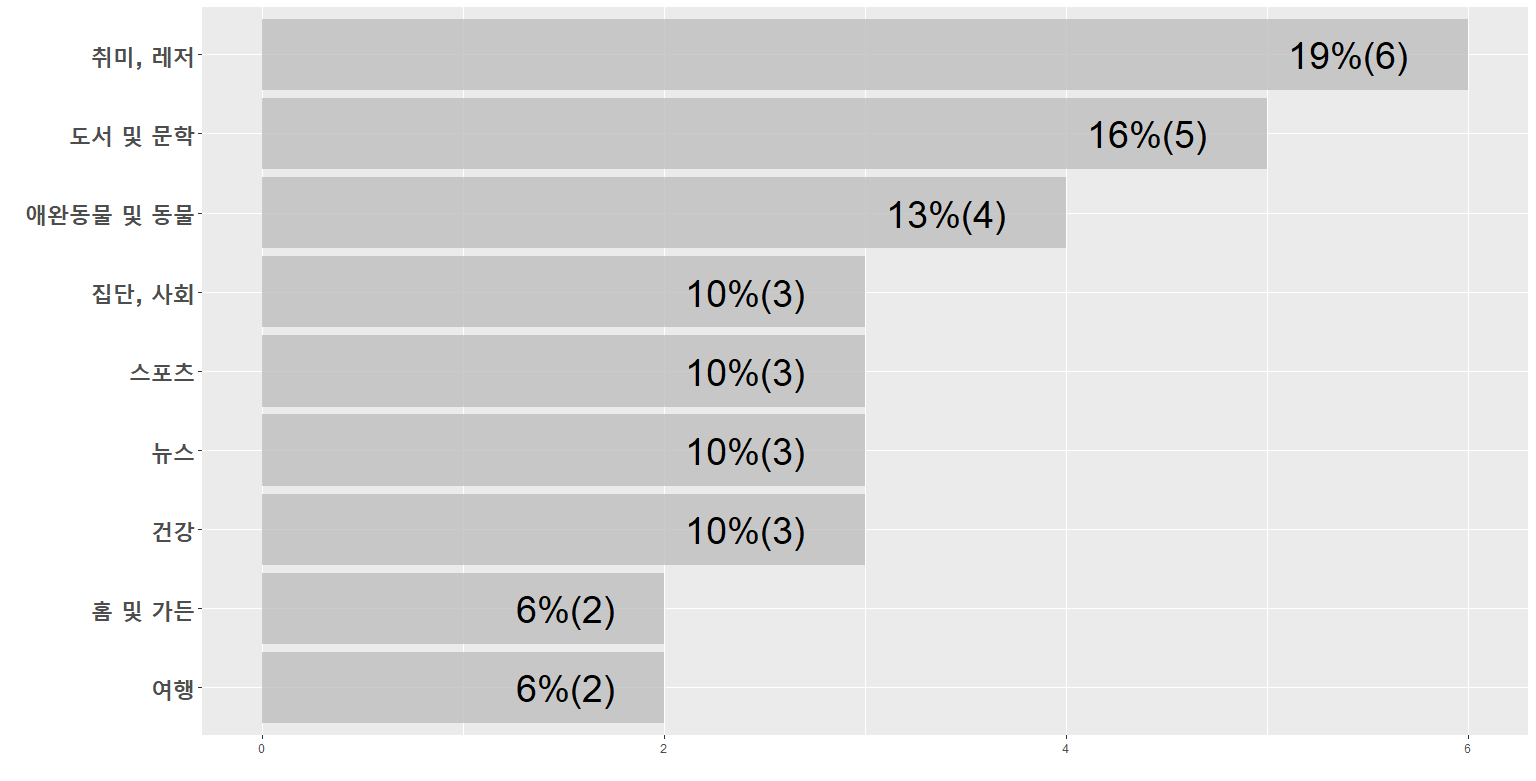 취미, 레저 19%(6)
도서 및 문학 16%(5)
애완동물 및 동물 13%(4)
집단, 사회 10%(3)
스포츠 10%(3)
뉴스 10%(3)
건강 10%(3)
홈 및 가든 6%(2)
여행 6%(2)
0 2 4 6